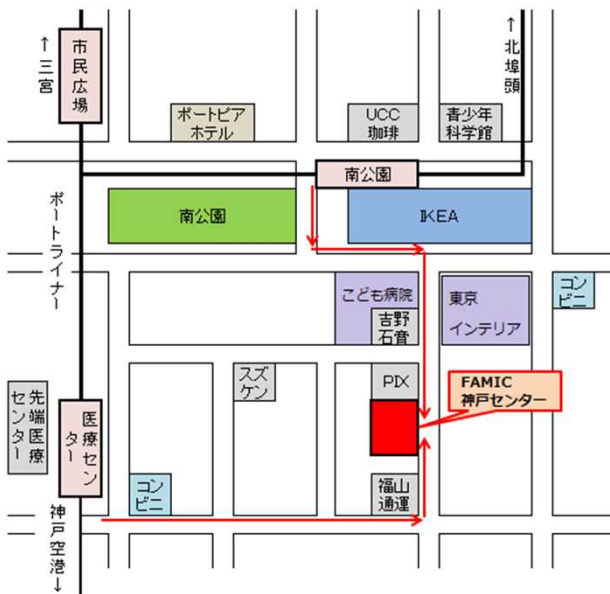 ↑三宮
市民広場
↑北埠頭
ポートピア
ホテル
UCC
珈琲
青少年
科学館
南公園
ポートライナー
南公園
IKEA
こども病院
吉野
石膏
東京
インテリア
コン
ビニ
スズ
ケン
PIX
FAMIC
神戸センター
先端医療
センター
医療セン
ター
コン
ビニ
福山
通運
神戸空港↓